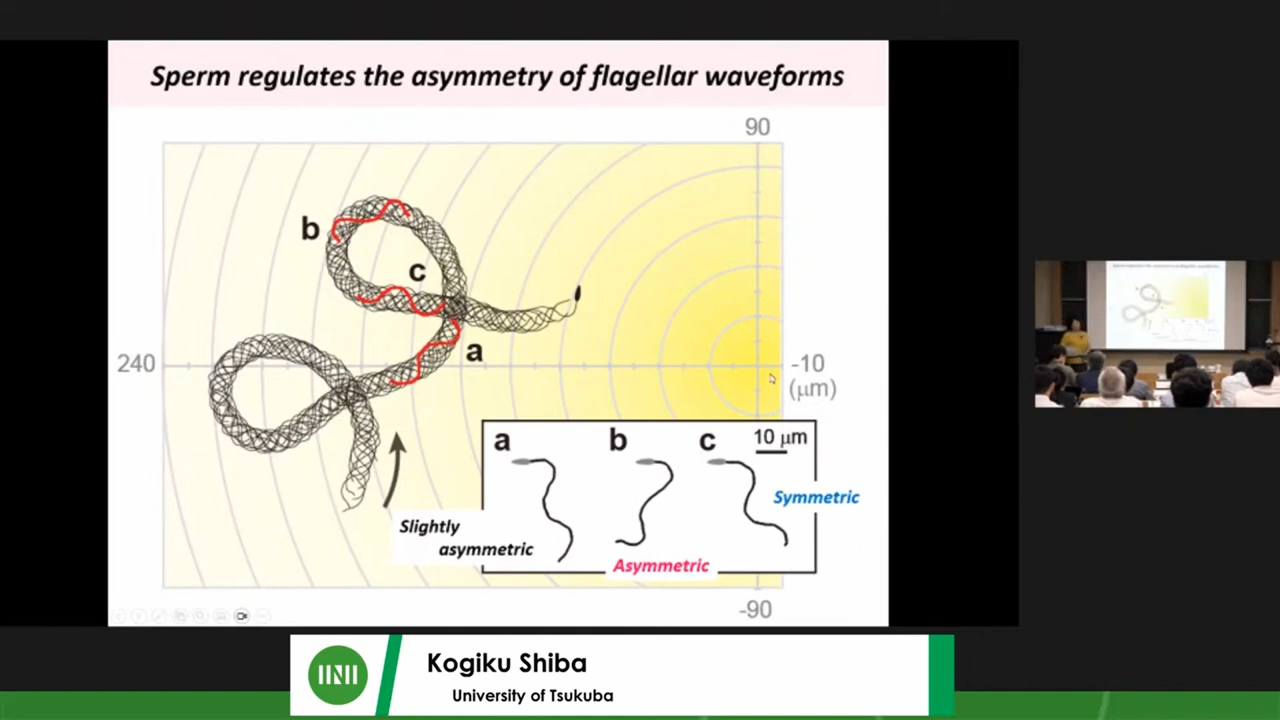 Sperm regulates the asymmetry of flagellar waveforms
90
b
c
a
240
-10
(μm)
a
b
c
10 μm
Symmetric
Slightly
asymmetric
Asymmetric
-90
Kogiku Shiba
University of Tsukuba